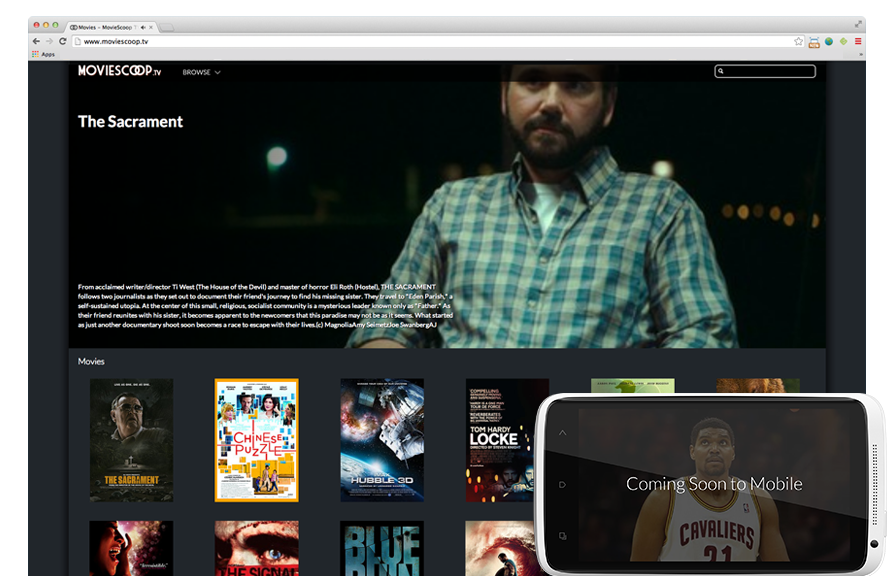 Movies - MovieScoop T
www.moviescoop.tv
Apps
MOVIESCOOP.TV
BROWSE
The Sacrament
From acclaimed writer/director Ti West (The House of the Devil) and master of horror Eli Roth (Hostel), THE SACRAMENT
follows two journalists as they set out to document their friend's journey to find his missing sister. They travel to "Eden Parish," a
self-sustained utopia. At the center of this small, religious, socialist community is a mysterious leader known only as "Father." As
their friend reunites with his sister, it becomes apparent to the newcomers that this paradise may not be as it seems. What started
as just another documentary shoot soon becomes a race to escape with their lives.(c) MagnoliaAmy SeimetzJoe SwanbergAJ
Movies
THE SACRAMENT
CHINESE
PUZZLE
HUBBLE 3D
TOM HARDY
LOCKE
DIRECTED BY STEVEN KNIGHT
THE SIGNAL
BLUE
RUIN
Coming Soon to Mobile
CAVALIERS
21